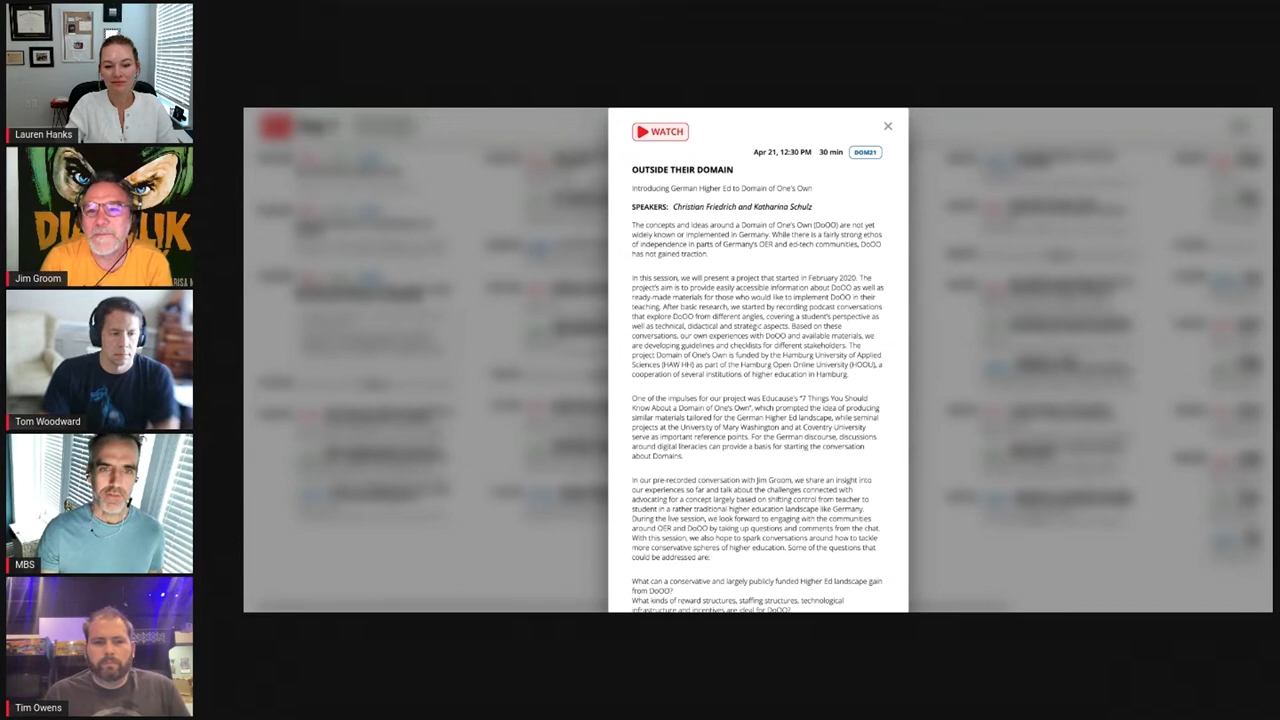 Lauren Hanks
DIABOLIK
Jim Groom
Tom Woodward
MBS
Tim Owens
WATCH
Apr 21, 12:30 PM 30 min DOM21
OUTSIDE THEIR DOMAIN
Introducing German Higher Ed to Domain of One's Own
SPEAKERS: Christian Friedrich and Katharina Schulz
The concepts and ideas around a Domain of One's Own (DoOO) are not yet
widely known or implemented in Germany. While there is a fairly strong ethos
of independence in parts of Germany's OER and ed-tech communities, DoOO
has not gained traction.
In this session, we will present a project that started in February 2020. The
project's aim is to provide easily accessible information about DoOO as well as
ready-made materials for those who would like to implement DoOO in their
teaching. After basic research, we started by recording podcast conversations
that explore DoOO from different angles, covering a student's perspective as
well as technical, didactical and strategic aspects. Based on these
conversations, our own experiences with DoOO and available materials, we
are developing guidelines and checklists for different stakeholders. The
project Domain of One's Own is funded by the Hamburg University of Applied
Sciences (HAW HH) as part of the Hamburg Open Online University (HOOU), a
cooperation of several institutions of higher education in Hamburg.
One of the impulses for our project was Educause's "7 Things You Should
Know About a Domain of One's Own", which prompted the idea of producing
similar materials tailored for the German Higher Ed landscape, while seminal
projects at the University of Mary Washington and at Coventry University
serve as important reference points. For the German discourse, discussions
around digital literacies can provide a basis for starting the conversation
about Domains.
In our pre-recorded conversation with Jim Groom, we share an insight into
our experiences so far and talk about the challenges connected with
advocating for a concept largely based on shifting control from teacher to
student in a rather traditional higher education landscape like Germany.
During the live session, we look forward to engaging with the communities
around OER and DoOO by taking up questions and comments from the chat.
With this session, we also hope to spark conversations around how to tackle
more conservative spheres of higher education. Some of the questions that
could be addressed are:
What can a conservative and largely publicly funded Higher Ed landscape gain
from DoOO?
What kinds of reward structures, staffing structures, technological
infrastructure and incentives are ideal for DoOO?